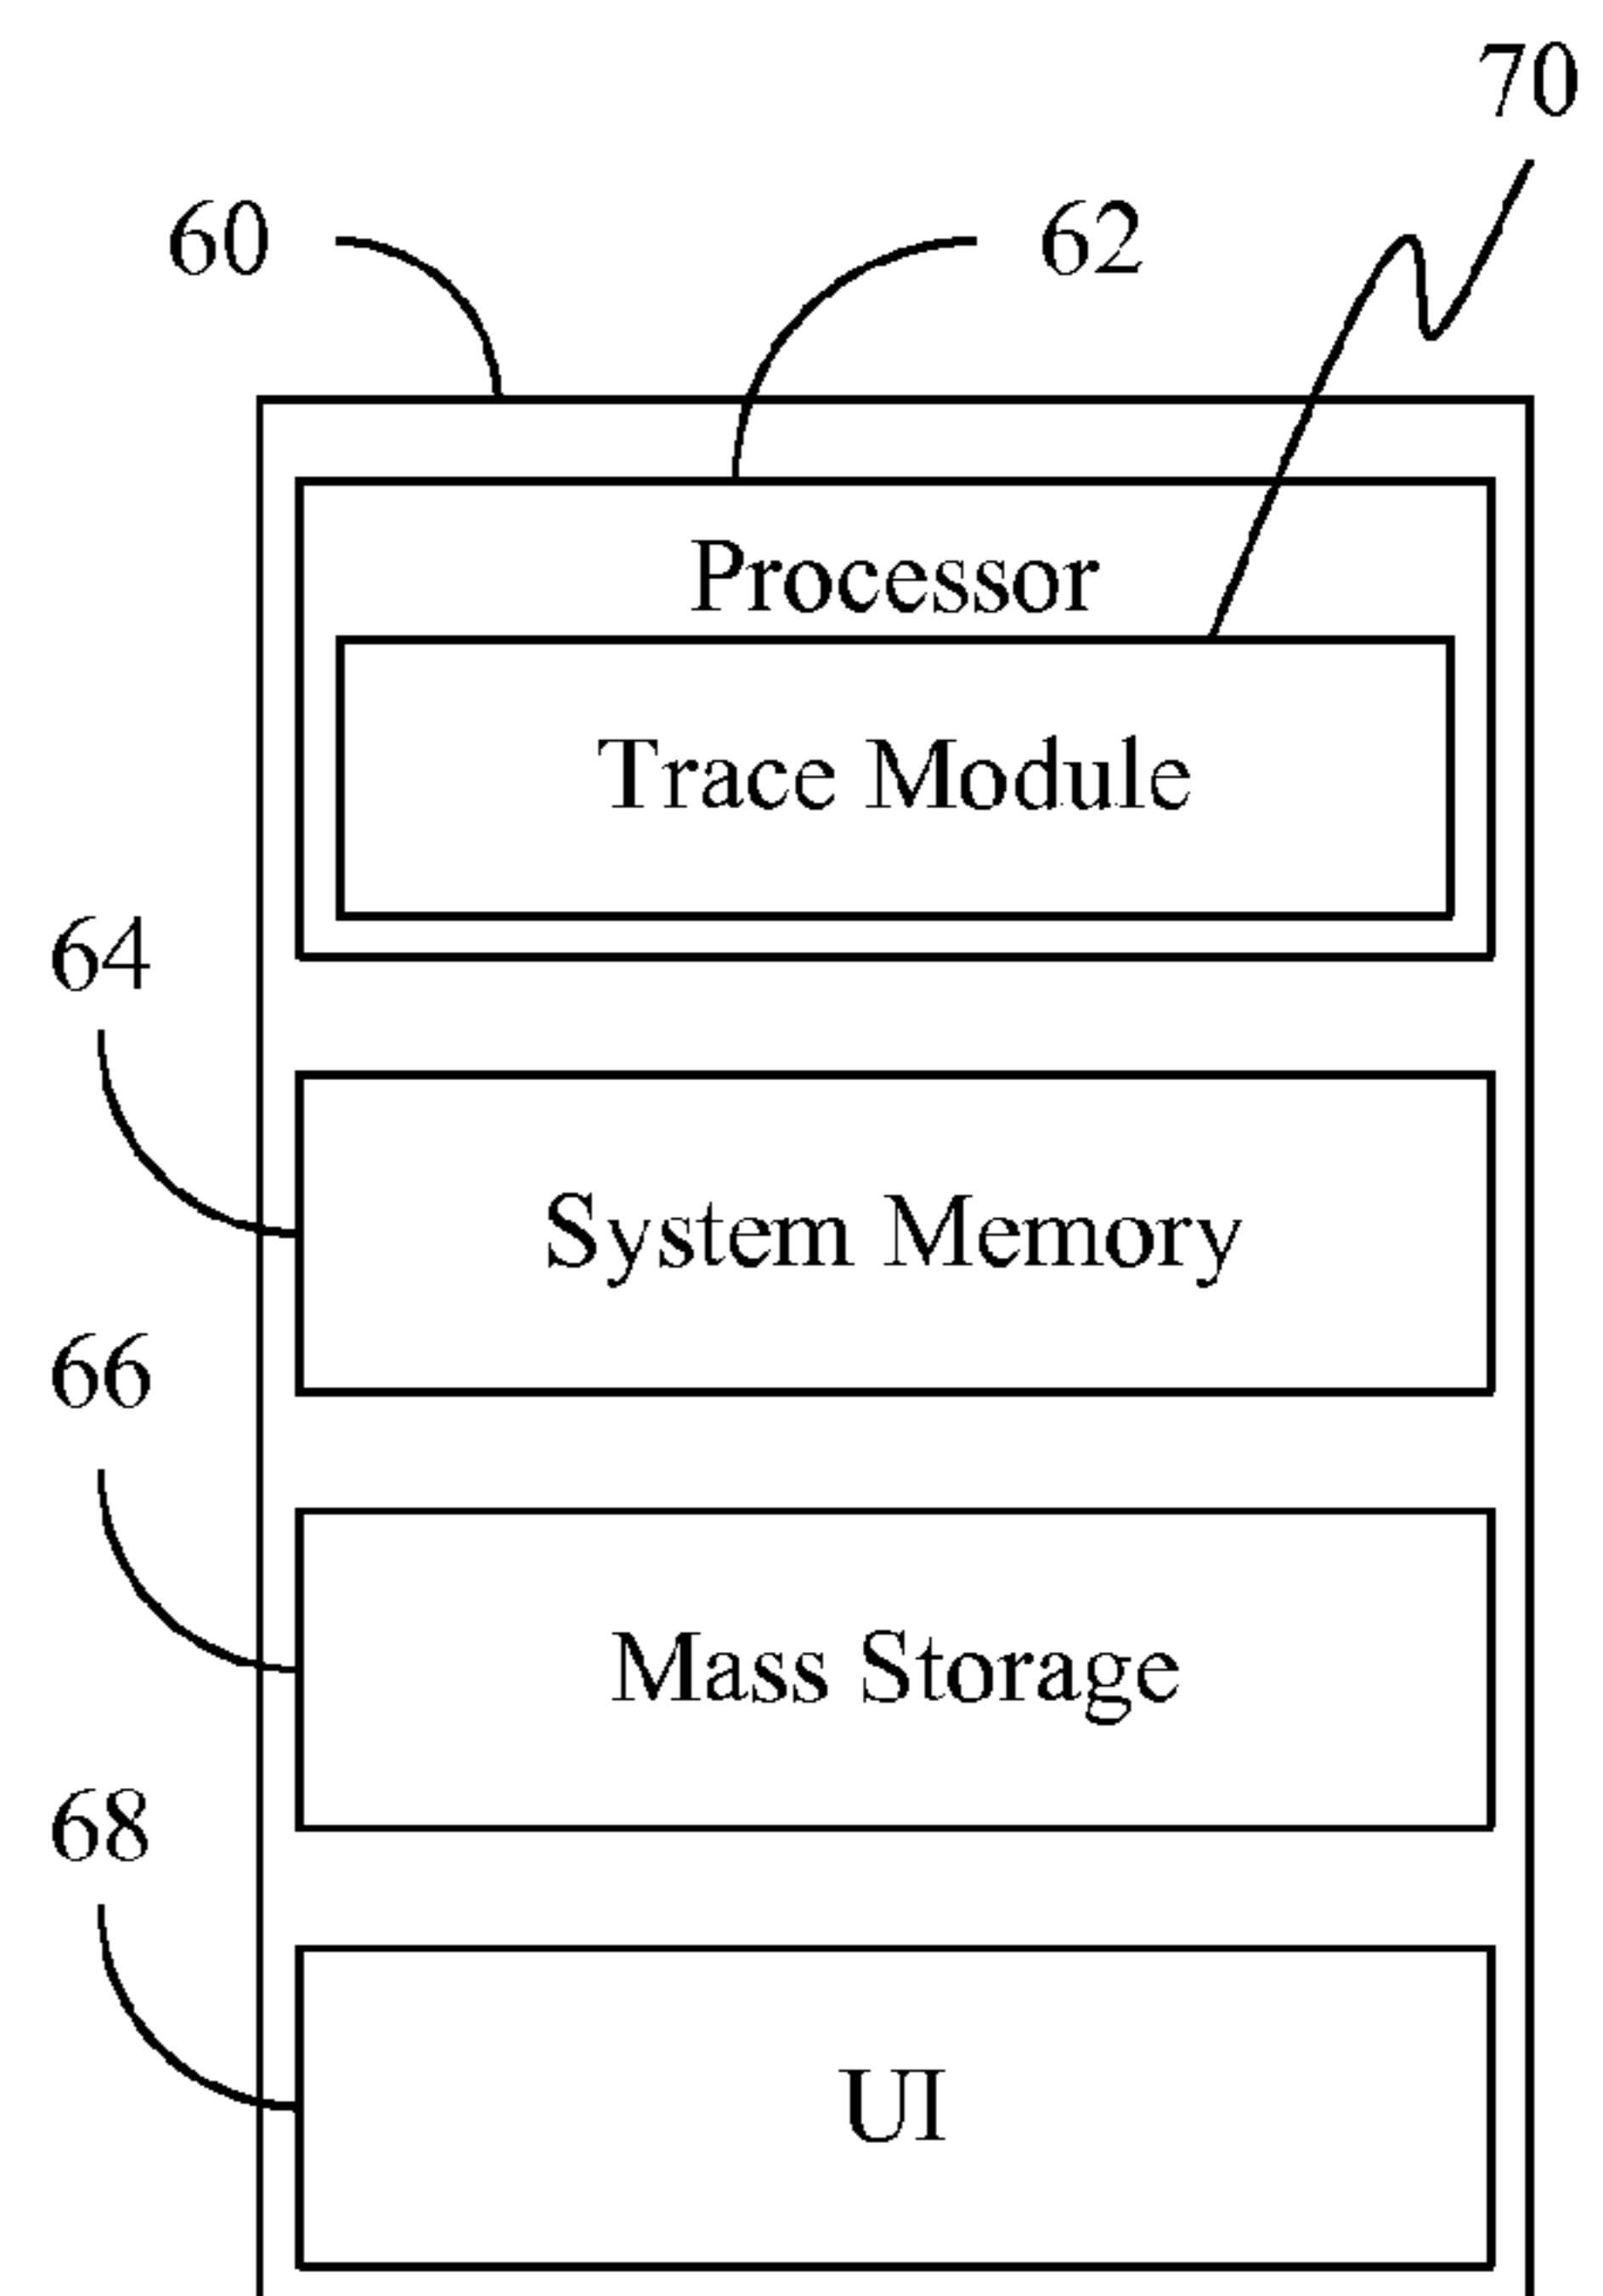 70
60
62
Processor
Trace Module
64
System Memory
66
Mass Storage
68
UI